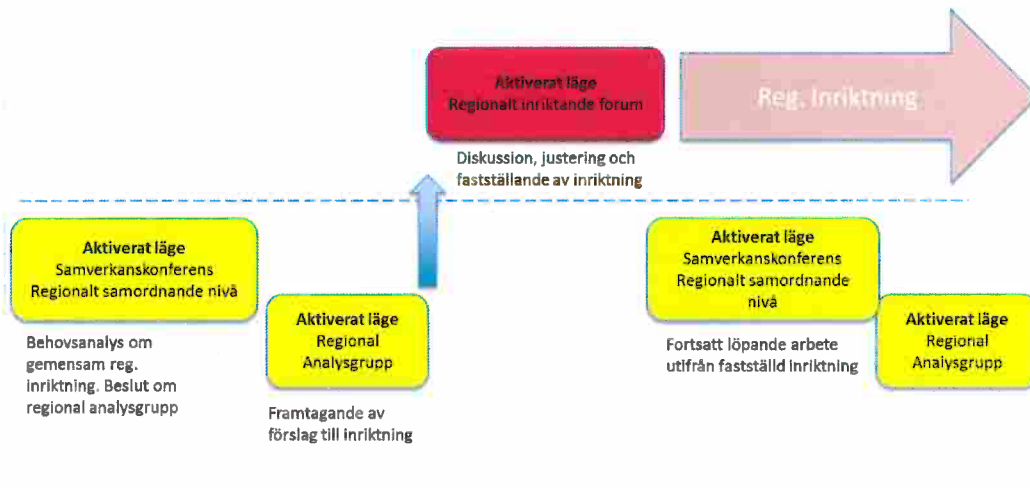 Aktiverat läge
Regionalt inriktande forum
Reg. Inriktning
Diskussion, justering och
fastställande av inriktning
Aktiverat läge
Samverkanskonferens
Regionalt samordnande nivå
Behovsanalys om
gemensam reg.
inriktning. Beslut om
regional analysgrupp
Aktiverat läge
Regional
Analysgrupp
Framtagande av
förslag till inriktning
Aktiverat läge
Samverkanskonferens
Regionalt samordnande
nivå
Fortsatt löpande arbete
utifrån fastställd inriktning
Aktiverat läge
Regional
Analysgrupp